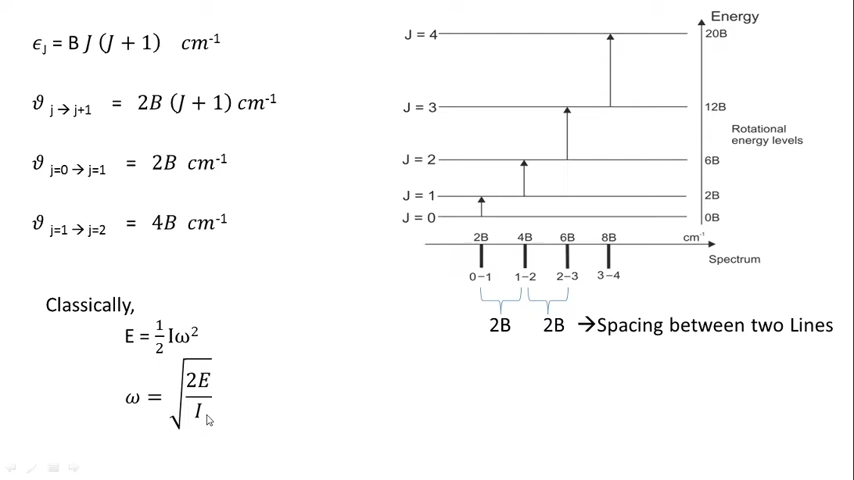 ϵJ = B J (J + 1) cm-1
ϑ j → j+1 = 2B (J + 1) cm-1
ϑ j=0 → j=1 = 2B cm-1
ϑ j=1 → j=2 = 4B cm-1
Classically,
E = 1/2 Iω2
ω = √2E/I
Energy
J = 4 20B
J = 3 12B
Rotational
energy levels
J = 2 6B
J = 1 2B
J = 0 0B
2B 4B 6B 8B cm-1
Spectrum
0–1 1–2 2–3 3–4
2B 2B →Spacing between two Lines